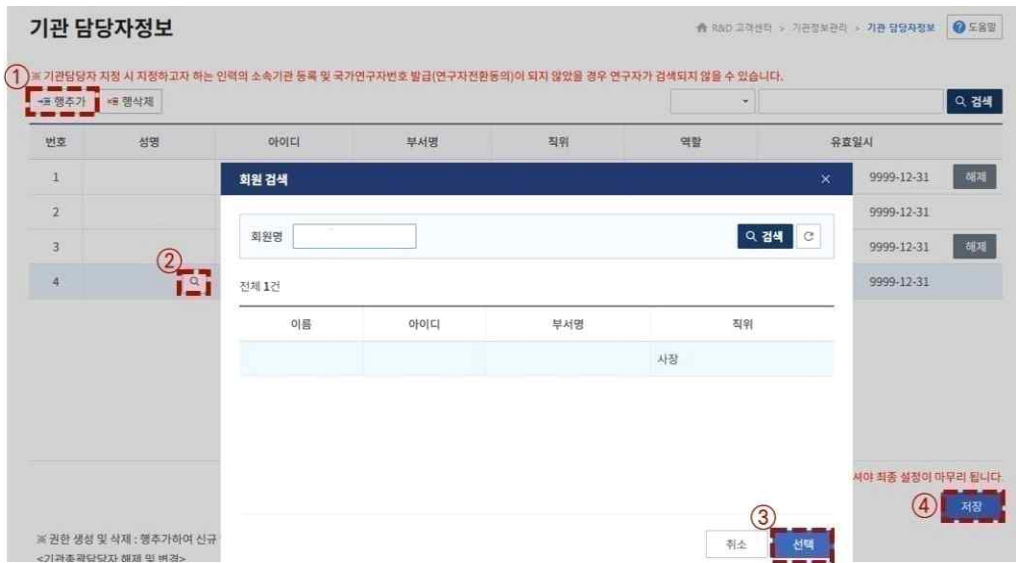 기관 담당자정보
R&D 고객센터 > 기관정보관리 > 기관 담당자정보 도움말
① ※ 기관담당자 지정 시 지정하고자 하는 인력의 소속기관 등록 및 국가연구자번호 발급(연구자전환동의)이 되지 않았을 경우 연구자가 검색되지 않을 수 있습니다.
행추가 행삭제 검색
번호 성명 아이디 부서명 직위 역할 유효일시
1 9999-12-31 해제
2 9999-12-31
3 9999-12-31 해제
②
4 9999-12-31
회원 검색 ×
회원명 검색
전체 1건
이름 아이디 부서명 직위
사장
셔야 최종 설정이 마무리 됩니다.
④ 저장
③
취소 선택
※ 권한 생성 및 삭제 : 행추가하여 신규
<기관총괄담당자 해제 및 변경>